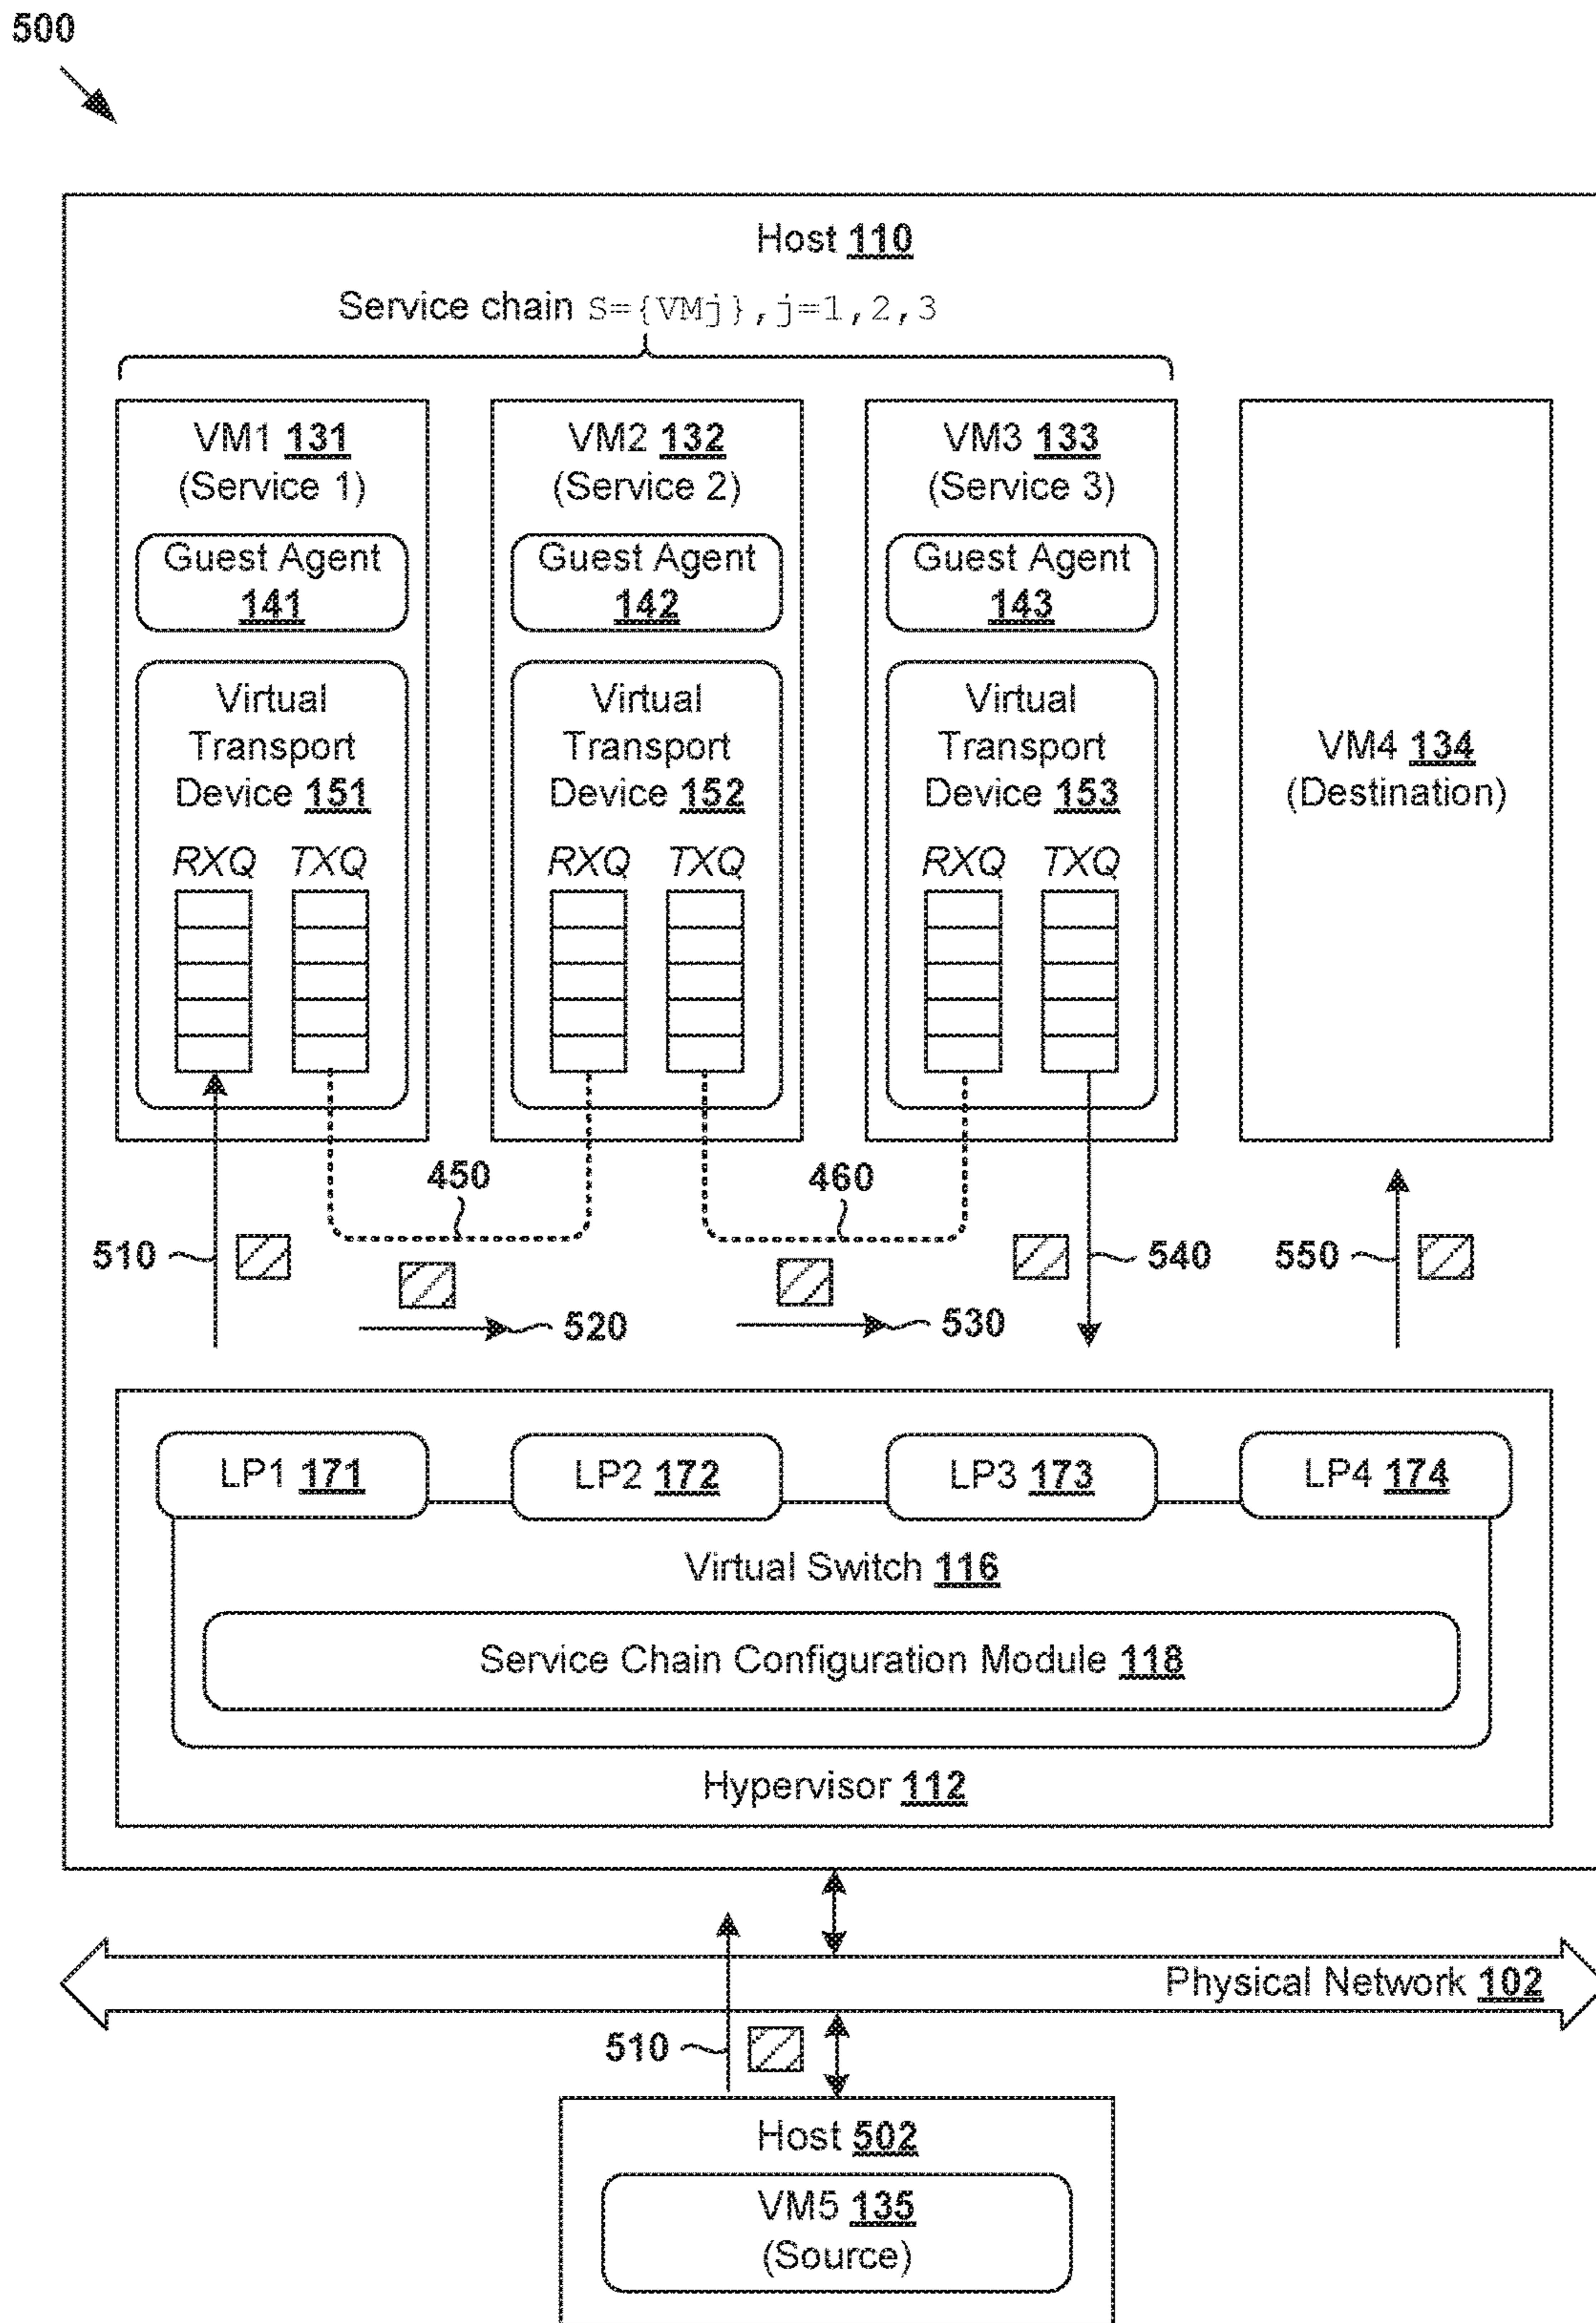 500
Host 110
Service chain S={VMj},j=1,2,3
VM1 131
(Service 1)
Guest Agent
141
Virtual
Transport
Device 151
RXQ TXQ
VM2 132
(Service 2)
Guest Agent
142
Virtual
Transport
Device 152
RXQ TXQ
VM3 133
(Service 3)
Guest Agent
143
Virtual
Transport
Device 153
RXQ TXQ
VM4 134
(Destination)
450
460
510
540
550
520
530
LP1 171
LP2 172
LP3 173
LP4 174
Virtual Switch 116
Service Chain Configuration Module 118
Hypervisor 112
Physical Network 102
510
Host 502
VM5 135
(Source)